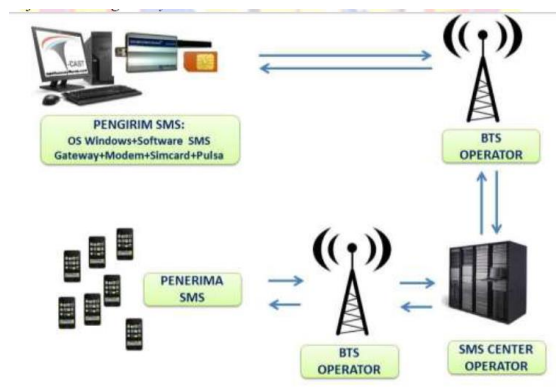 -CAST
PENGIRIM SMS:
OS Windows+Software SMS
Gateway+Modem+Simcard+Pulsa
BTS
OPERATOR
PENERIMA
SMS
BTS
OPERATOR
SMS CENTER
OPERATOR